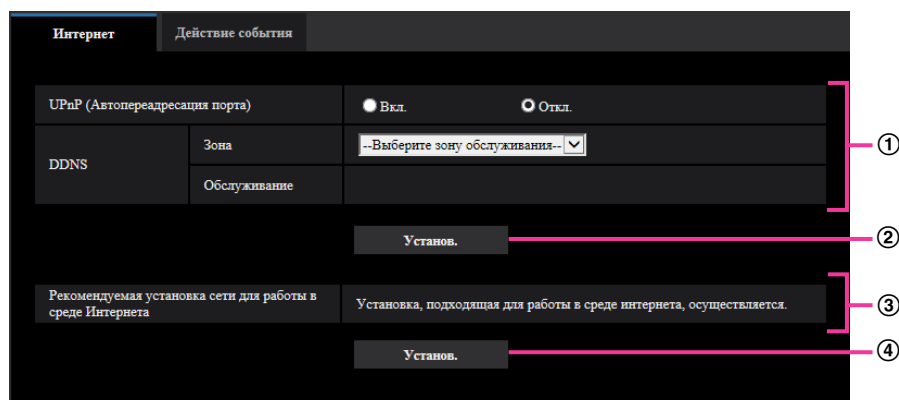 Интернет
Действие события
UPnP (Автопереадресация порта)
Вкл.
Откл.
DDNS
Зона
--Выберите зону обслуживания--
Обслуживание
①
Установ.
②
Рекомендуемая установка сети для работы в
среде Интернета
Установка, подходящая для работы в среде интернета, осуществляется.
③
Установ.
④